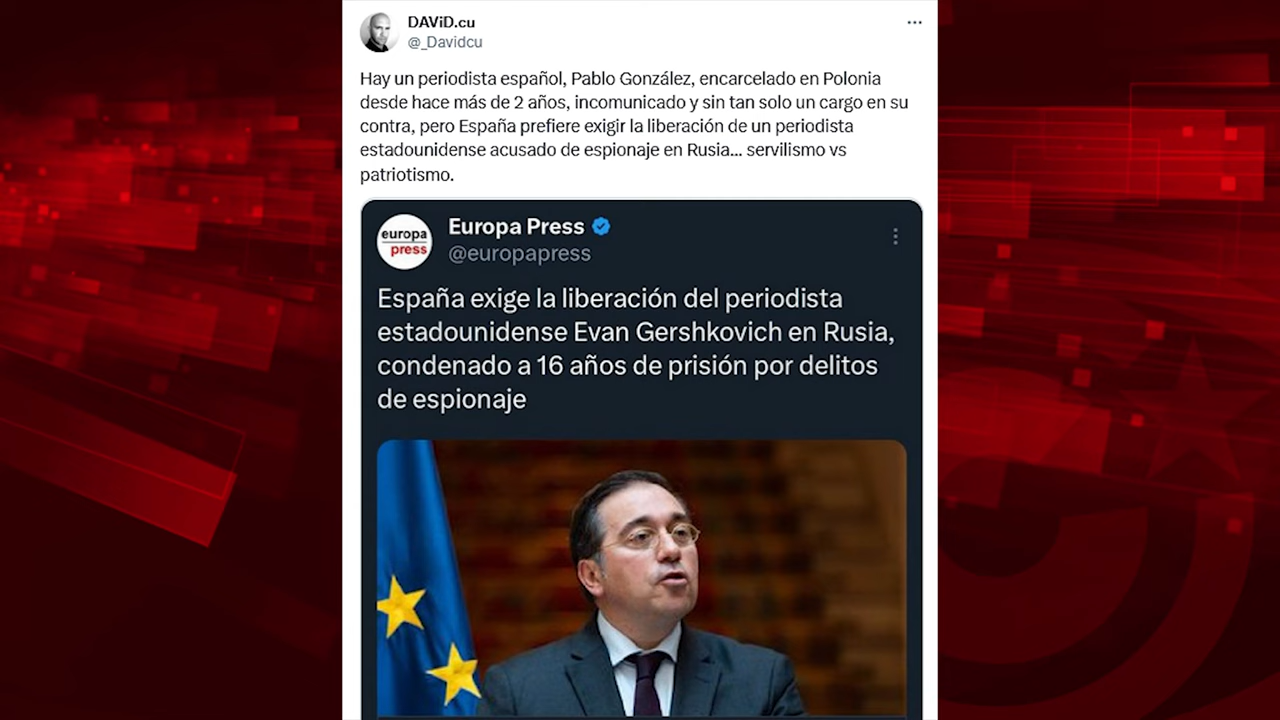 DAViD.cu
@_Davidcu
Hay un periodista español, Pablo González, encarcelado en Polonia
desde hace más de 2 años, incomunicado y sin tan solo un cargo en su
contra, pero España prefiere exigir la liberación de un periodista
estadounidense acusado de espionaje en Rusia... servilismo vs
patriotismo.
europa
press
Europa Press
@europapress
España exige la liberación del periodista
estadounidense Evan Gershkovich en Rusia,
condenado a 16 años de prisión por delitos
de espionaje